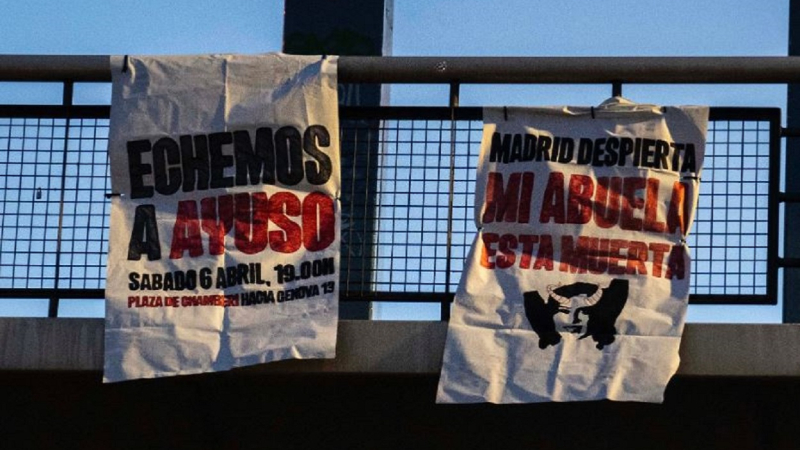 ECHEMOS
A AYUSO
SABADO 6 ABRIL, 19.00H
PLAZA DE CHAMBERI HACIA GENOVA 13
MADRID DESPIERTA
MI ABUELA
ESTA MUERTA